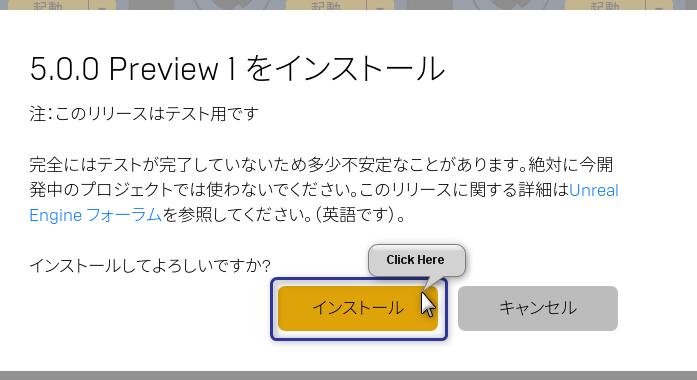 起動
起動
5.0.0 Preview 1 をインストール
注：このリリースはテスト用です
完全にはテストが完了していないため多少不安定なことがあります。絶対に今開
発中のプロジェクトでは使わないでください。このリリースに関する詳細はUnreal
Engine フォーラムを参照してください。（英語です）。
インストールしてよろしいですか?
Click Here
インストール
キャンセル